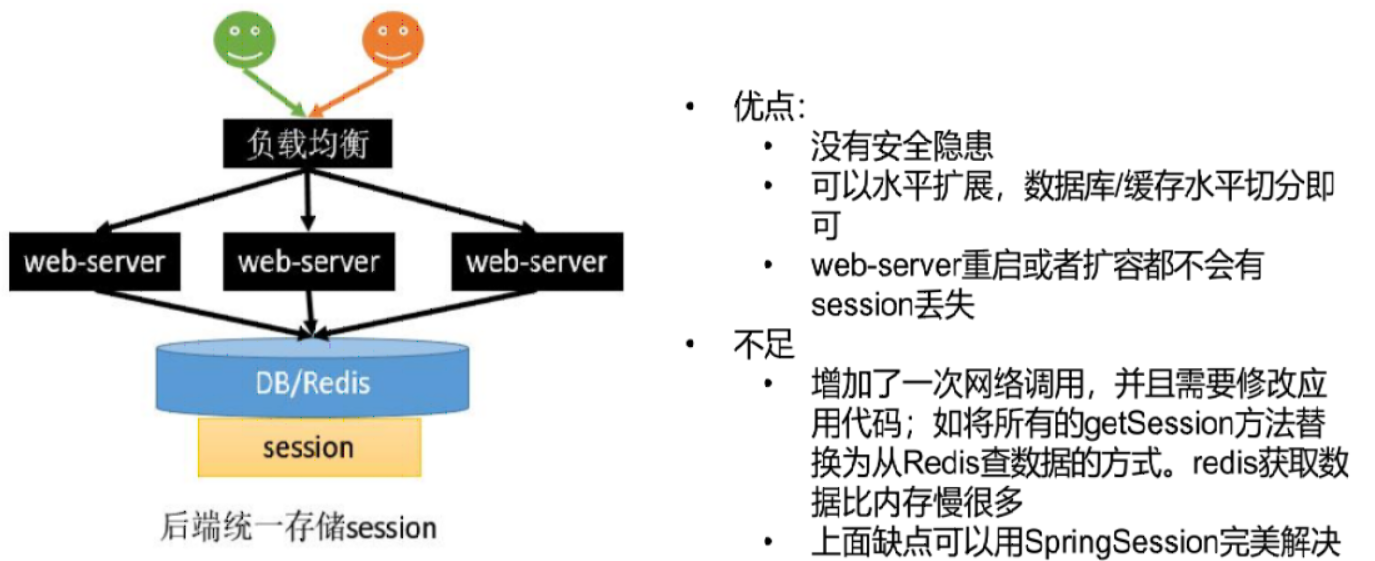 负载均衡
web-server
web-server
web-server
DB/Redis
session
后端统一存储session
• 优点：
• 没有安全隐患
• 可以水平扩展，数据库/缓存水平切分即
可
• web-server重启或者扩容都不会有
session丢失
• 不足
• 增加了一次网络调用，并且需要修改应
用代码；如将所有的getSession方法替
换为从Redis查数据的方式。redis获取数
据比内存慢很多
• 上面缺点可以用SpringSession完美解决